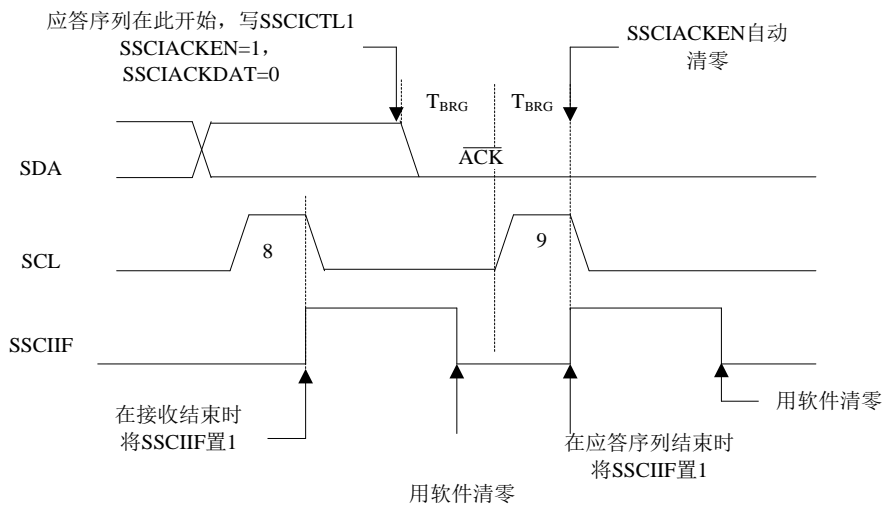 应答序列在此开始，写SSCICTL1
SSCIACKEN=1，
SSCIACKDAT=0
SSCIACKEN自动
清零
TBRG
TBRG
ACK
SDA
8
9
SCL
SSCIIF
在接收结束时
将SSCIIF置1
用软件清零
在应答序列结束时
将SSCIIF置1
用软件清零